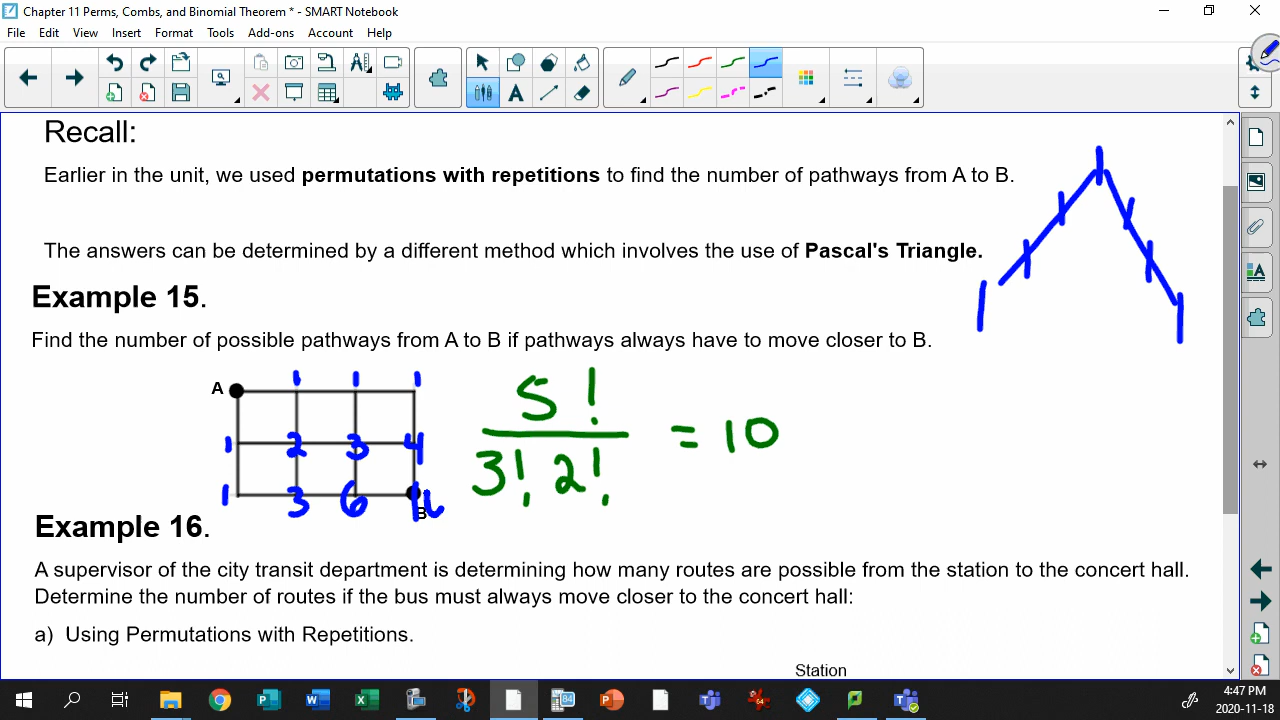 Chapter 11 Perms, Combs, and Binomial Theorem * - SMART Notebook
File Edit View Insert Format Tools Add-ons Account Help
Recall:
Earlier in the unit, we used permutations with repetitions to find the number of pathways from A to B.
The answers can be determined by a different method which involves the use of Pascal's Triangle.
Example 15.
Find the number of possible pathways from A to B if pathways always have to move closer to B.
1 1 1
A
1 2 3 4
1 3 6
B
5!
3! 2!
= 10
Example 16.
A supervisor of the city transit department is determining how many routes are possible from the station to the concert hall.
Determine the number of routes if the bus must always move closer to the concert hall:
a) Using Permutations with Repetitions.
Station
4:47 PM
2020-11-18